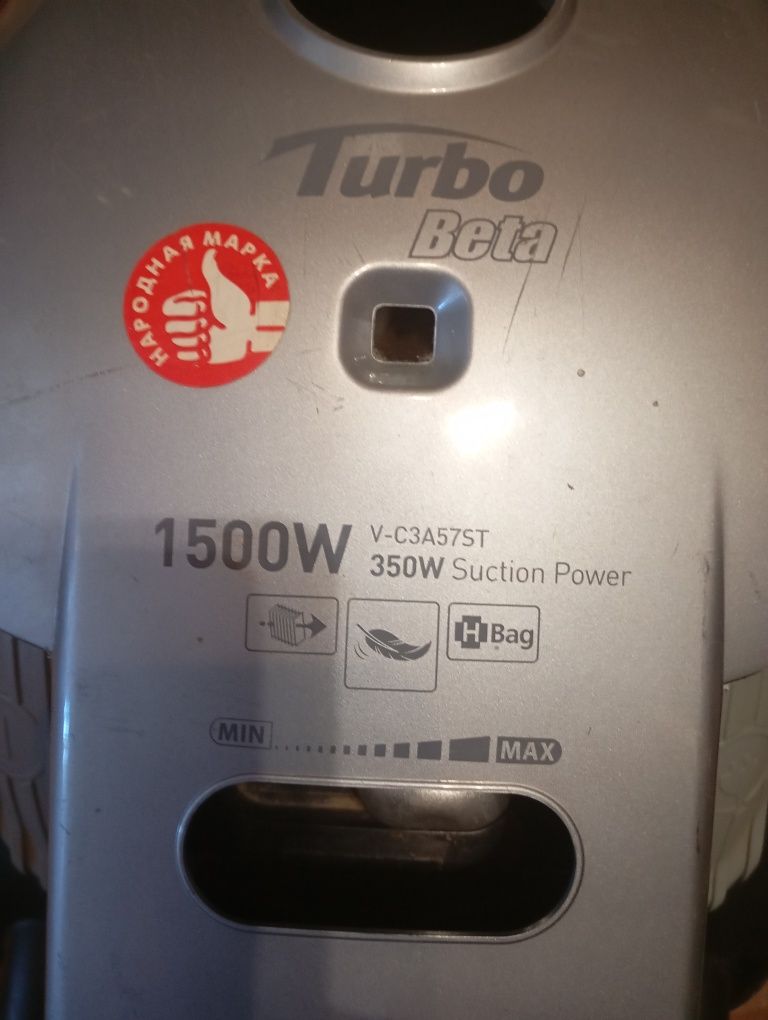 Turbo
Beta
НАРОДНАЯ МАРКА
1500W
V-C3A57ST
350W Suction Power
H Bag
MIN
MAX